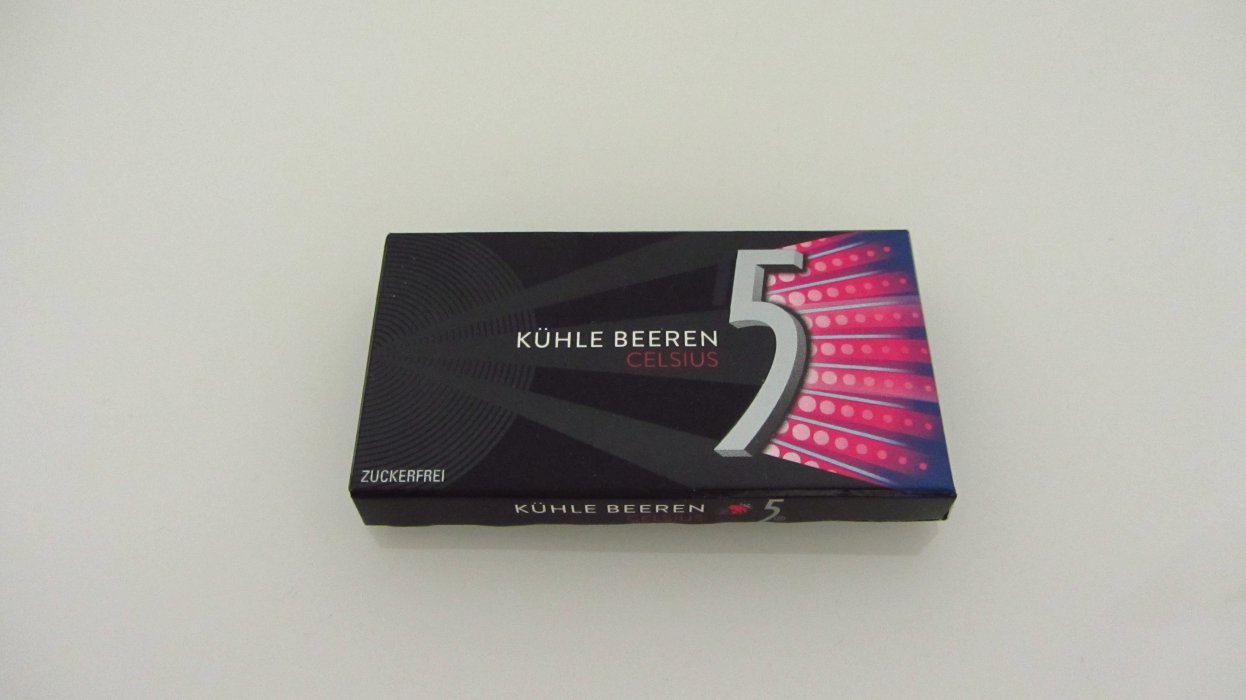 KÜHLE BEEREN
CELSIUS
5
ZUCKERFREI
KÜHLE BEEREN
CELSIUS
5